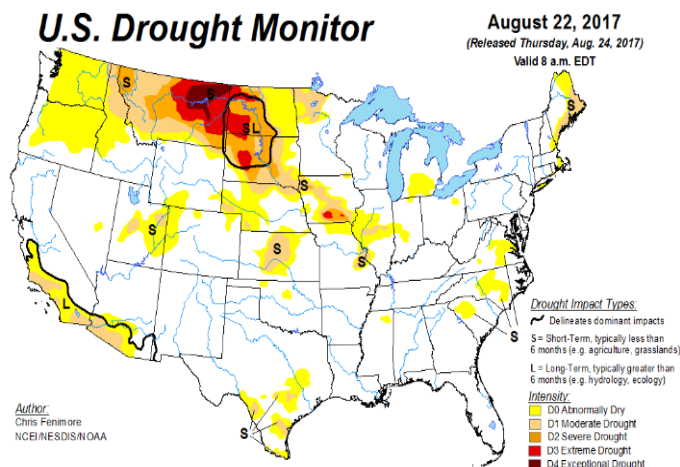 U.S. Drought Monitor
August 22, 2017
(Released Thursday, Aug. 24, 2017)
Valid 8 a.m. EDT
S
S
S
SL
S
S
S
S
S
L
S
S
Drought Impact Types:
Delineates dominant impacts
S = Short-Term, typically less than
6 months (e.g. agriculture, grasslands)
L = Long-Term, typically greater than
6 months (e.g. hydrology, ecology)
Intensity:
D0 Abnormally Dry
D1 Moderate Drought
D2 Severe Drought
D3 Extreme Drought
D4 Exceptional Drought
Author:
Chris Fenimore
NCEI/NESDIS/NOAA